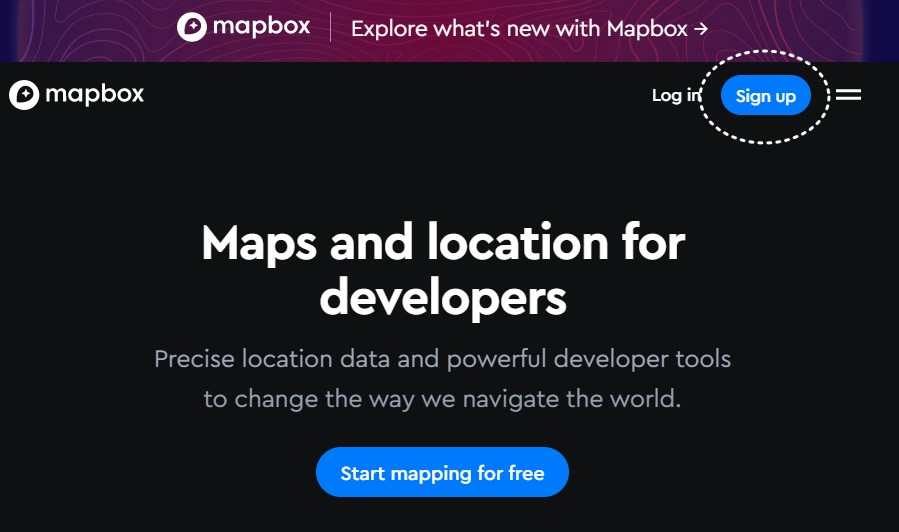 mapbox Explore what's new with Mapbox →
mapbox Log in Sign up
Maps and location for
developers
Precise location data and powerful developer tools
to change the way we navigate the world.
Start mapping for free